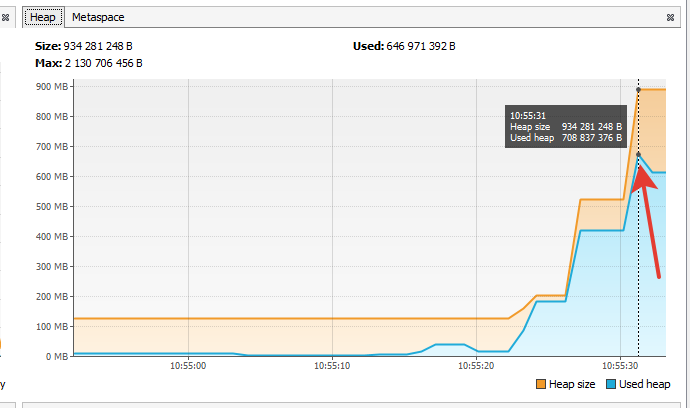 Heap Metaspace
Size: 934 281 248 B Used: 646 971 392 B
Max: 2 130 706 456 B
900 MB
800 MB
700 MB
600 MB
500 MB
400 MB
300 MB
200 MB
100 MB
0 MB
10:55:31
Heap size 934 281 248 B
Used heap 708 837 376 B
10:55:00 10:55:10 10:55:20 10:55:30
y
Heap size Used heap